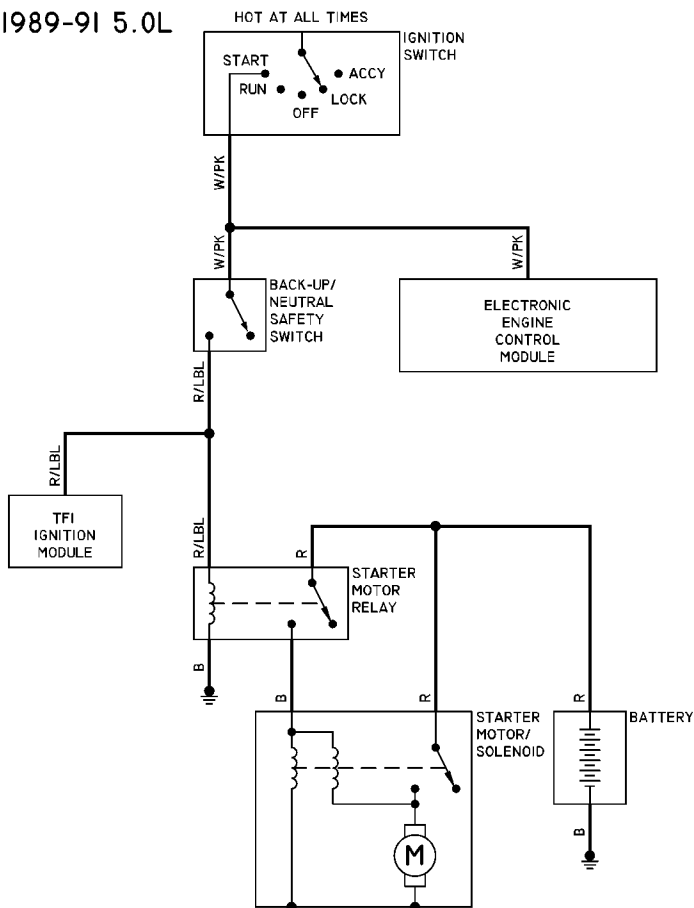 1989-91 5.0L
HOT AT ALL TIMES
IGNITION
SWITCH
START
ACCY
RUN
LOCK
OFF
W/PK
W/PK
W/PK
BACK-UP/
NEUTRAL
SAFETY
SWITCH
ELECTRONIC
ENGINE
CONTROL
MODULE
R/LBL
R/LBL
TFI
IGNITION
MODULE
R/LBL
R
STARTER
MOTOR
RELAY
B
B
R
R
STARTER
MOTOR/
SOLENOID
BATTERY
B
M